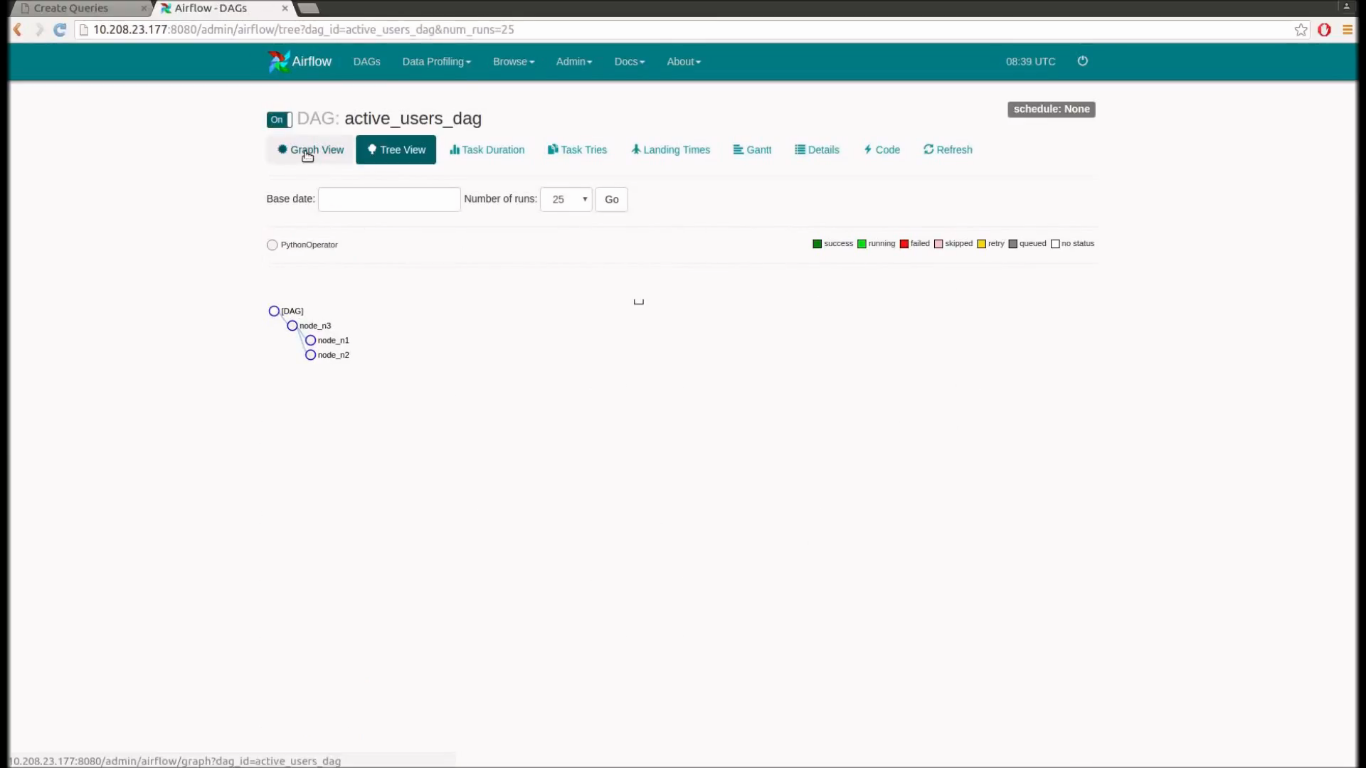 Create Queries
Airflow - DAGs
10.208.23.177:8080/admin/airflow/tree?dag_id=active_users_dag&num_runs=25
Airflow DAGs Data Profiling Browse Admin Docs About 08:39 UTC
schedule: None
On DAG: active_users_dag
Graph View Tree View Task Duration Task Tries Landing Times Gantt Details Code Refresh
Base date: Number of runs: 25 Go
PythonOperator success running failed skipped retry queued no status
[DAG]
node_n3
node_n1
node_n2
10.208.23.177:8080/admin/airflow/graph?dag_id=active_users_dag